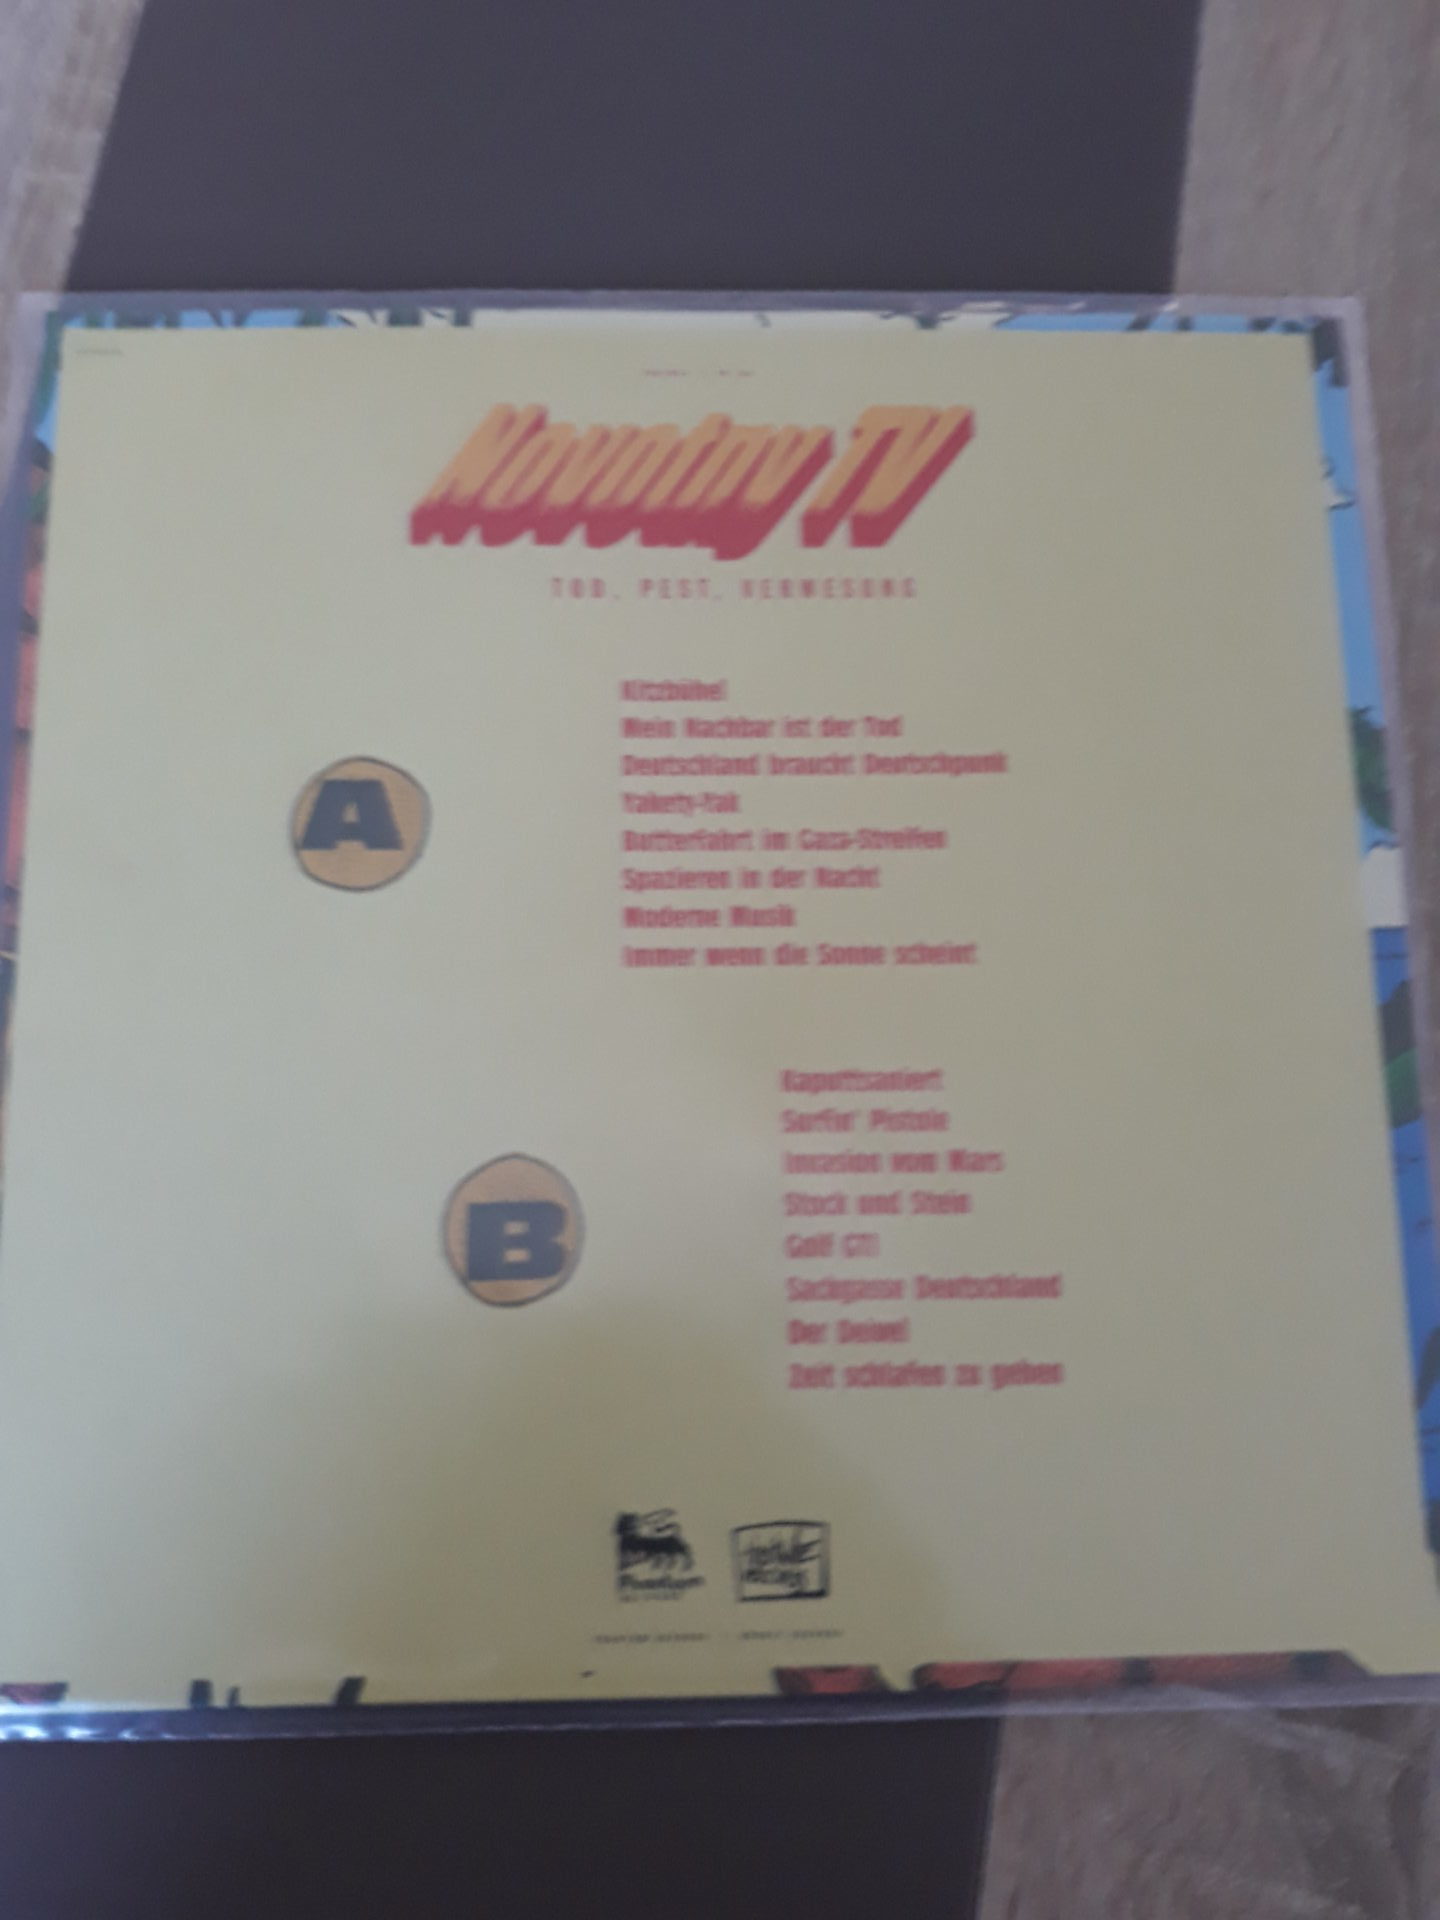 Novotny TV
TOD, PEST, VERWESUNG
A
Kitzbühel
Mein Nachbar ist der Tod
Deutschland braucht Deutschpunk
Yakety-Yak
Butterfahrt im Gaza-Streifen
Spazieren in der Nacht
Moderne Musik
Immer wenn die Sonne scheint
B
Kaputtsaniert
Surfin' Pistole
Invasion vom Mars
Stock und Stein
Golf GTI
Sackgasse Deutschland
Der Deiwel
Zeit schlafen zu gehen